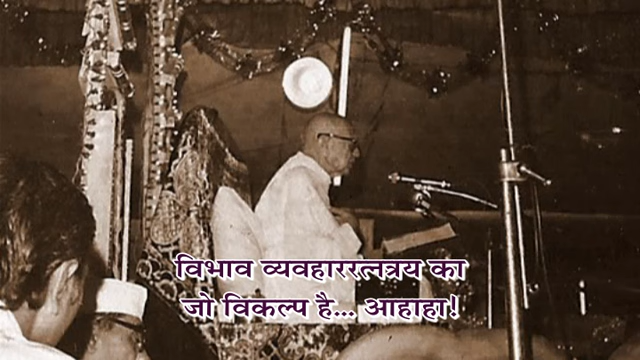 विभाव व्यवहाररत्नत्रय का
जो विकल्प है... आहाहा!